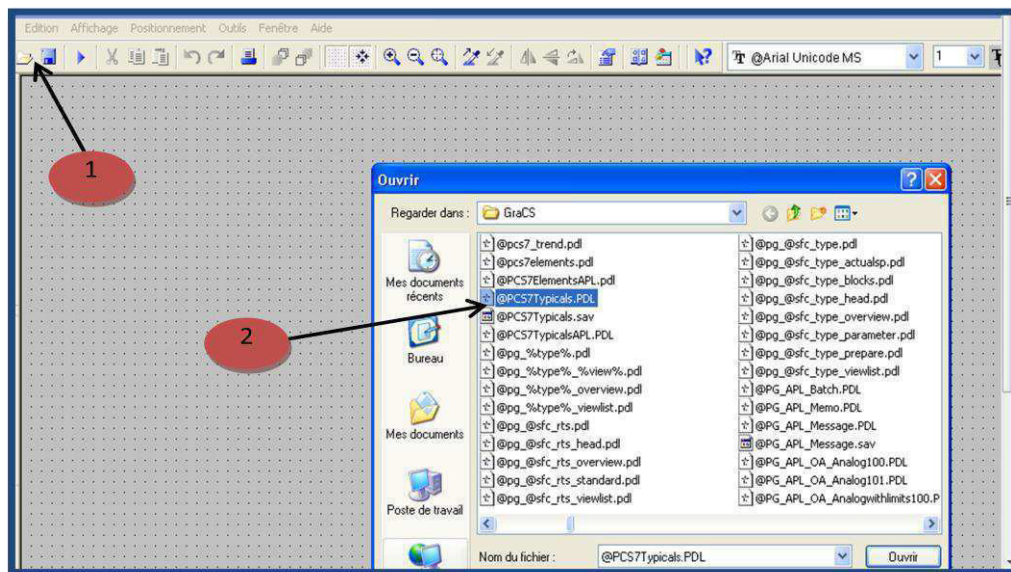 Edition Affichage Positionnement Outils Fenêtre Aide
@Arial Unicode MS 1
1
Ouvrir
Regarder dans : GraCS
@pcs7_trend.pdl @pg_@sfc_type.pdl
@pcs7elements.pdl @pg_@sfc_type_actualsp.pdl
@PCS7ElementsAPL.pdl @pg_@sfc_type_blocks.pdl
Mes documents récents
@PCS7Typicals.PDL @pg_@sfc_type_head.pdl
@PCS7Typicals.sav @pg_@sfc_type_overview.pdl
2
@PCS7TypicalsAPL.PDL @pg_@sfc_type_parameter.pdl
Bureau
@pg_%type%.pdl @pg_@sfc_type_prepare.pdl
@pg_%type%_%view%.pdl @pg_@sfc_type_viewlist.pdl
@pg_%type%_overview.pdl @PG_APL_Batch.PDL
@pg_%type%_viewlist.pdl @PG_APL_Memo.PDL
Mes documents
@pg_@sfc_rts.pdl @PG_APL_Message.PDL
@pg_@sfc_rts_head.pdl @PG_APL_Message.sav
@pg_@sfc_rts_overview.pdl @PG_APL_OA_Analog100.PDL
@pg_@sfc_rts_standard.pdl @PG_APL_OA_Analog101.PDL
@pg_@sfc_rts_viewlist.pdl @PG_APL_OA_Analogwithlimits100.P
Poste de travail
Nom du fichier : @PCS7Typicals.PDL Ouvrir